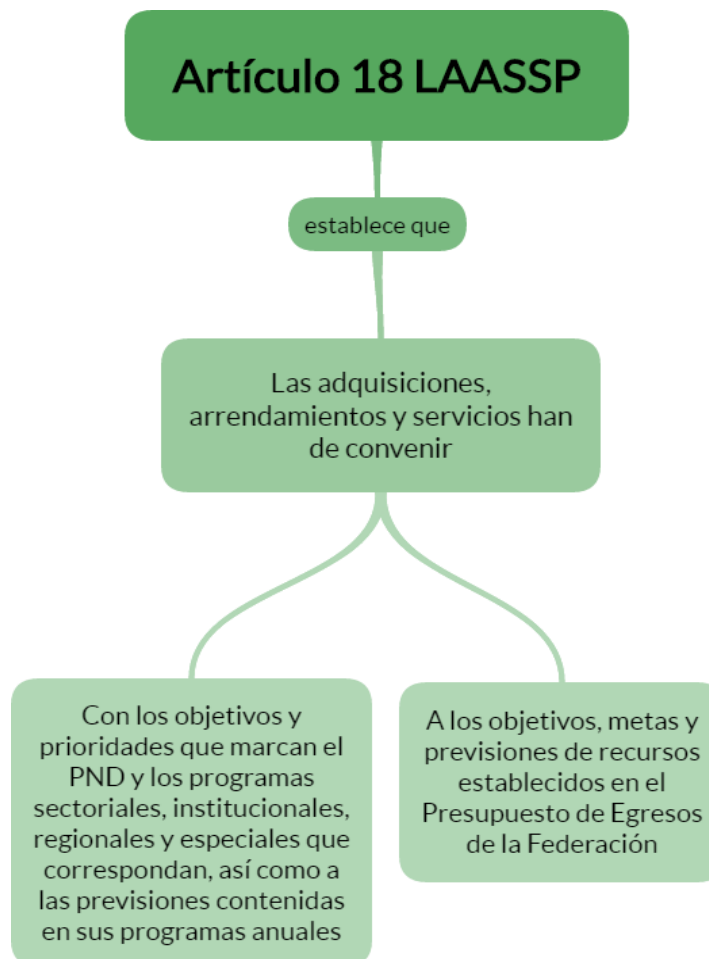 Artículo 18 LAASSP
establece que
Las adquisiciones,
arrendamientos y servicios han
de convenir
Con los objetivos y
prioridades que marcan el
PND y los programas
sectoriales, institucionales,
regionales y especiales que
correspondan, así como a
las previsiones contenidas
en sus programas anuales
A los objetivos, metas y
previsiones de recursos
establecidos en el
Presupuesto de Egresos
de la Federación